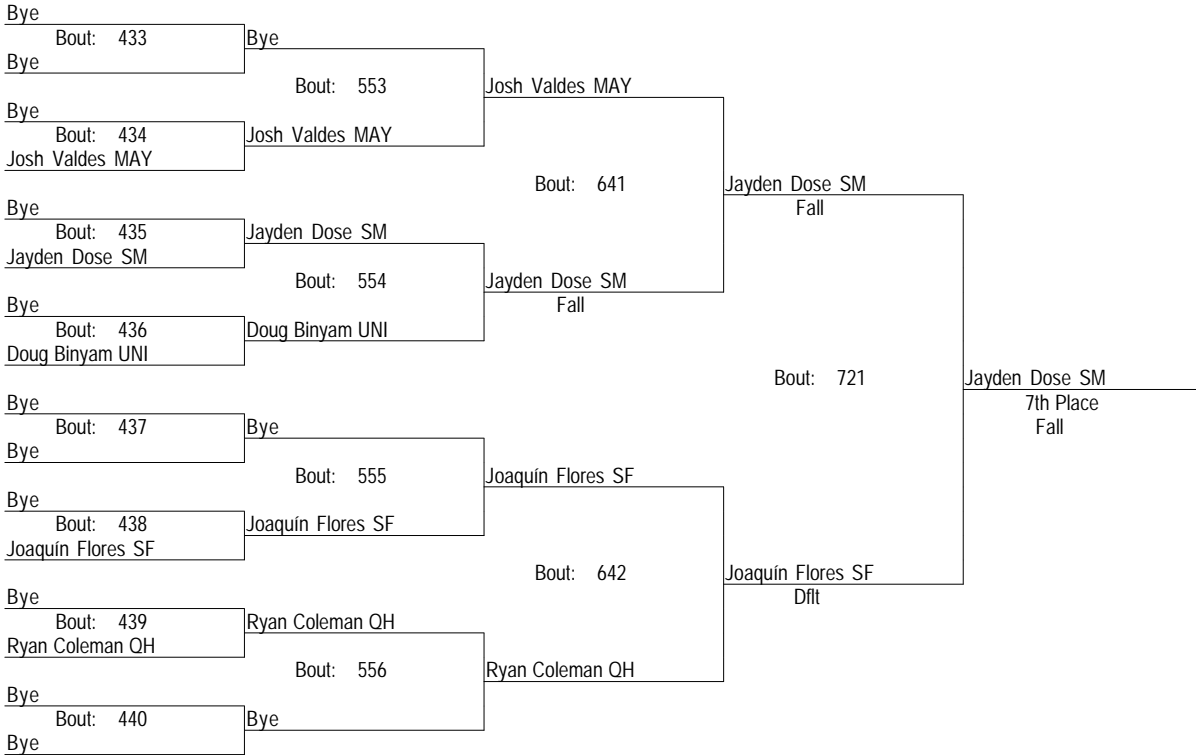 Bye
Bout: 433
Bye
Bye
Bout: 553
Josh Valdes MAY
Bye
Bout: 434
Josh Valdes MAY
Josh Valdes MAY
Bout: 641
Jayden Dose SM
Fall
Bye
Bout: 435
Jayden Dose SM
Jayden Dose SM
Bout: 554
Jayden Dose SM
Fall
Bye
Bout: 436
Doug Binyam UNI
Doug Binyam UNI
Bout: 721
Jayden Dose SM
7th Place
Fall
Bye
Bout: 437
Bye
Bye
Bout: 555
Joaquín Flores SF
Bye
Bout: 438
Joaquín Flores SF
Joaquín Flores SF
Bout: 642
Joaquín Flores SF
Dflt
Bye
Bout: 439
Ryan Coleman QH
Ryan Coleman QH
Bout: 556
Ryan Coleman QH
Bye
Bout: 440
Bye
Bye